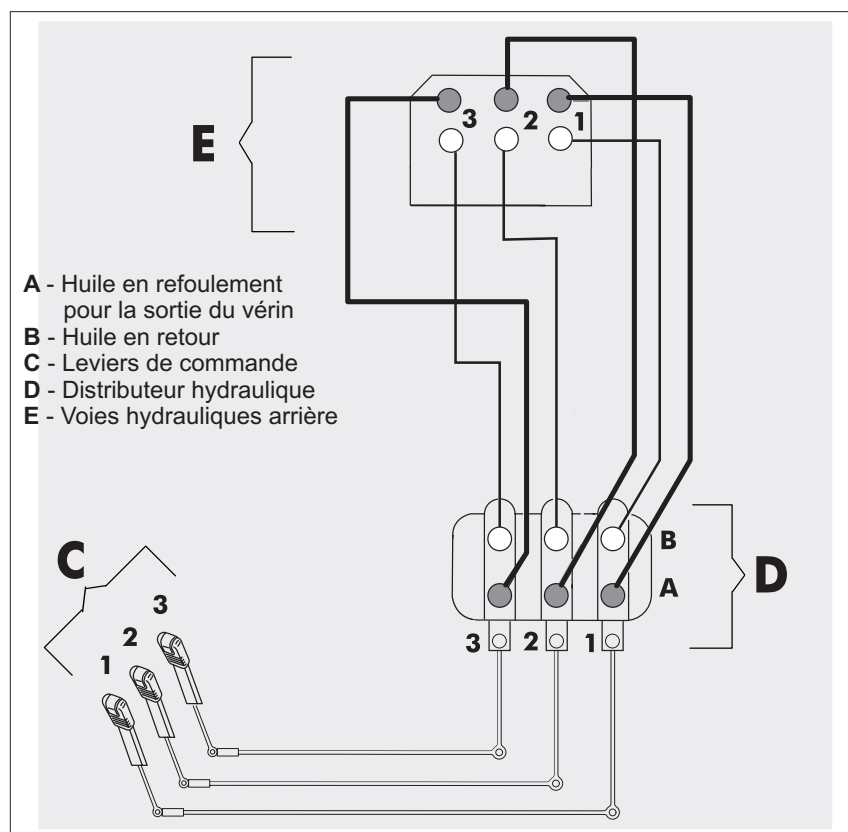 3 2 1
E
A - Huile en refoulement
pour la sortie du vérin
B - Huile en retour
C - Leviers de commande
D - Distributeur hydraulique
E - Voies hydrauliques arrière
B
C
D
A
3
3 2 1
2
1